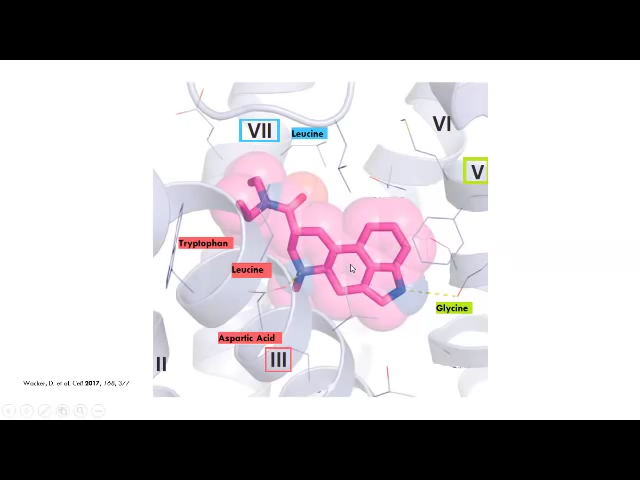 VI
VII
Leucine
V
Tryptophan
Leucine
Glycine
Aspartic Acid
III
II
Wacker, D. et al. Cell 2017, 168, 377